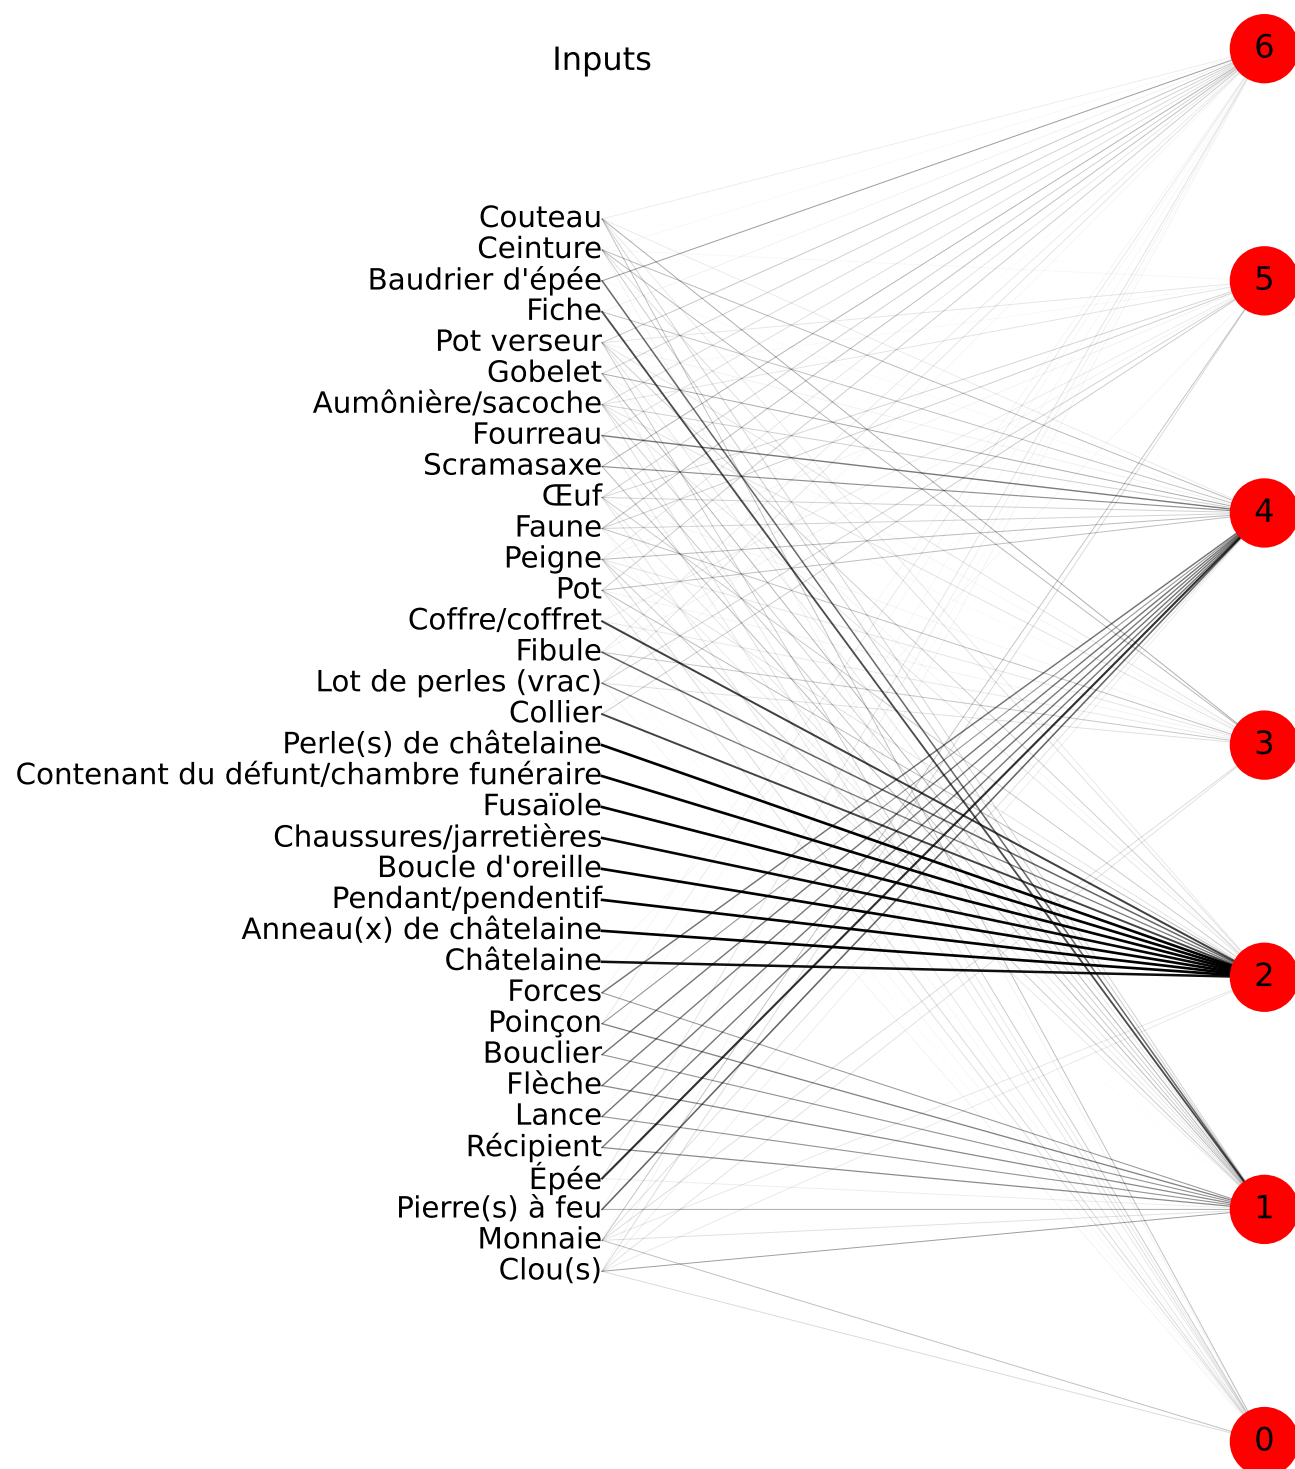 Inputs
6
Couteau
Ceinture
Baudrier d'épée
5
Fiche
Pot verseur
Gobelet
Aumônière/sacoche
Fourreau
Scramasaxe
Œuf
4
Faune
Peigne
Pot
Coffre/coffret
Fibule
Lot de perles (vrac)
Collier
Perle(s) de châtelaine
3
Contenant du défunt/chambre funéraire
Fusaïole
Chaussures/jarretières
Boucle d'oreille
Pendant/pendentif
Anneau(x) de châtelaine
Châtelaine
2
Forces
Poinçon
Bouclier
Flèche
Lance
Récipient
Épée
Pierre(s) à feu
1
Monnaie
Clou(s)
0